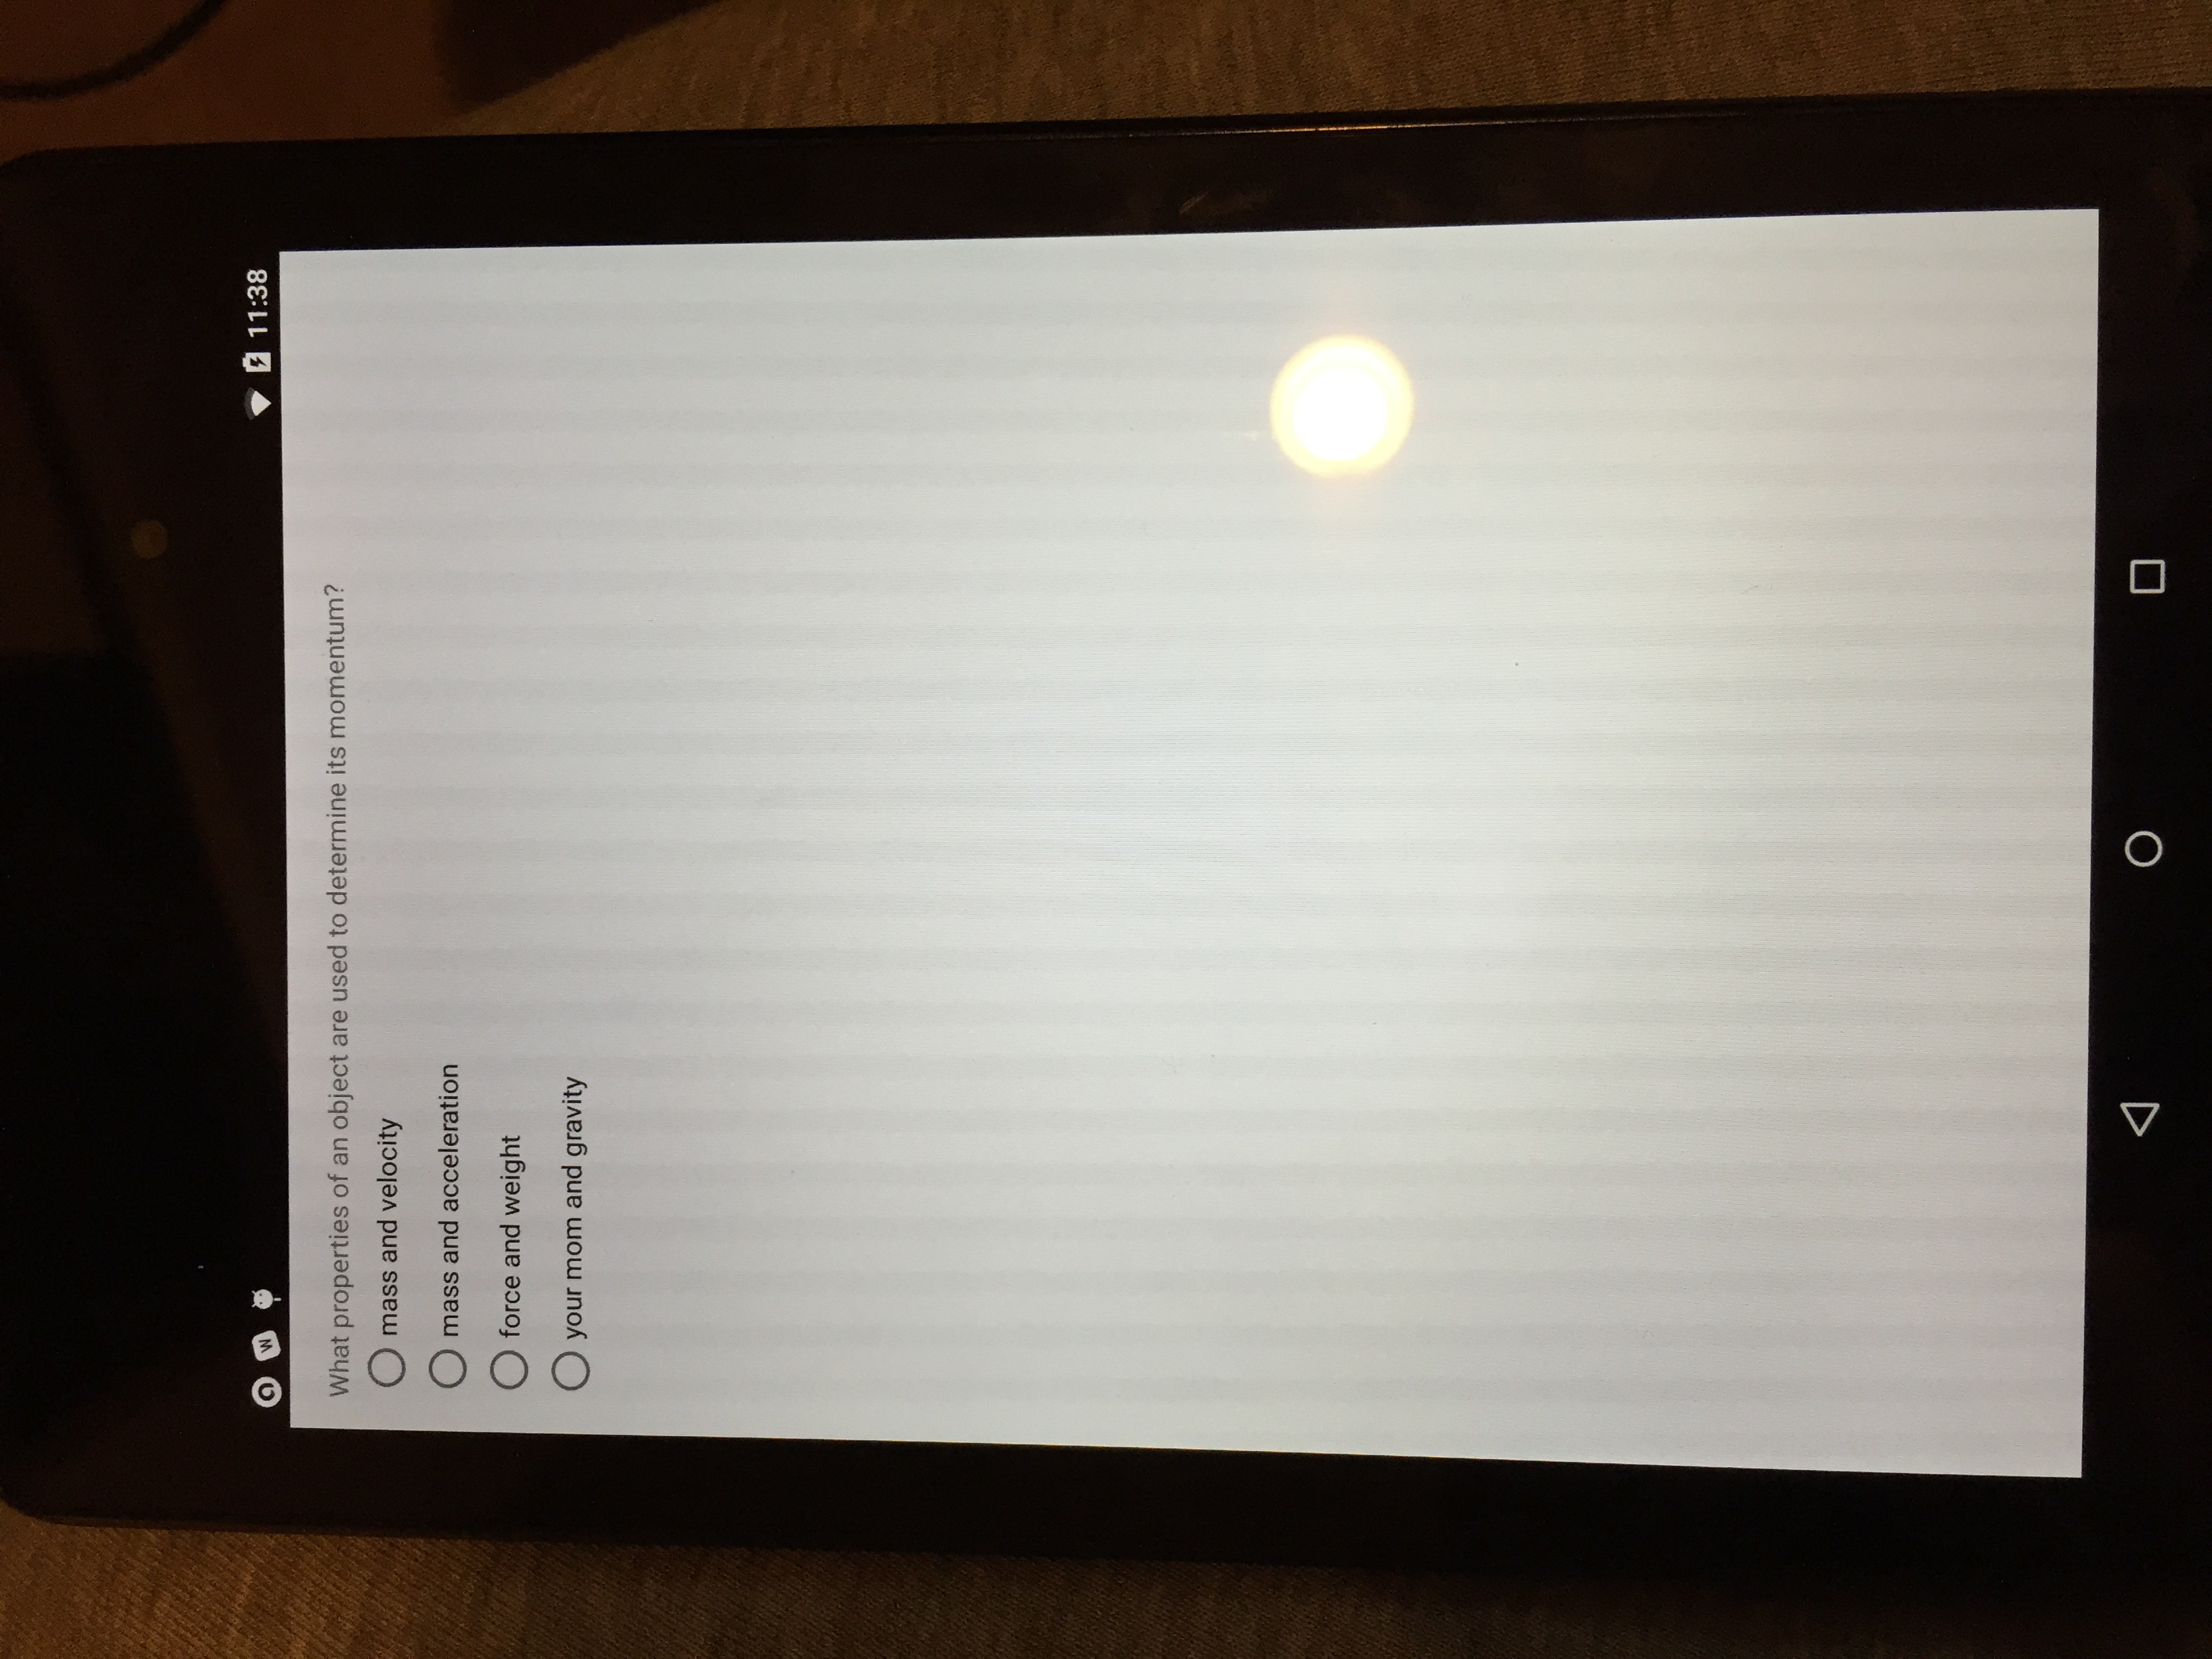 W 11:38
What properties of an object are used to determine its momentum?
mass and velocity
mass and acceleration
force and weight
your mom and gravity